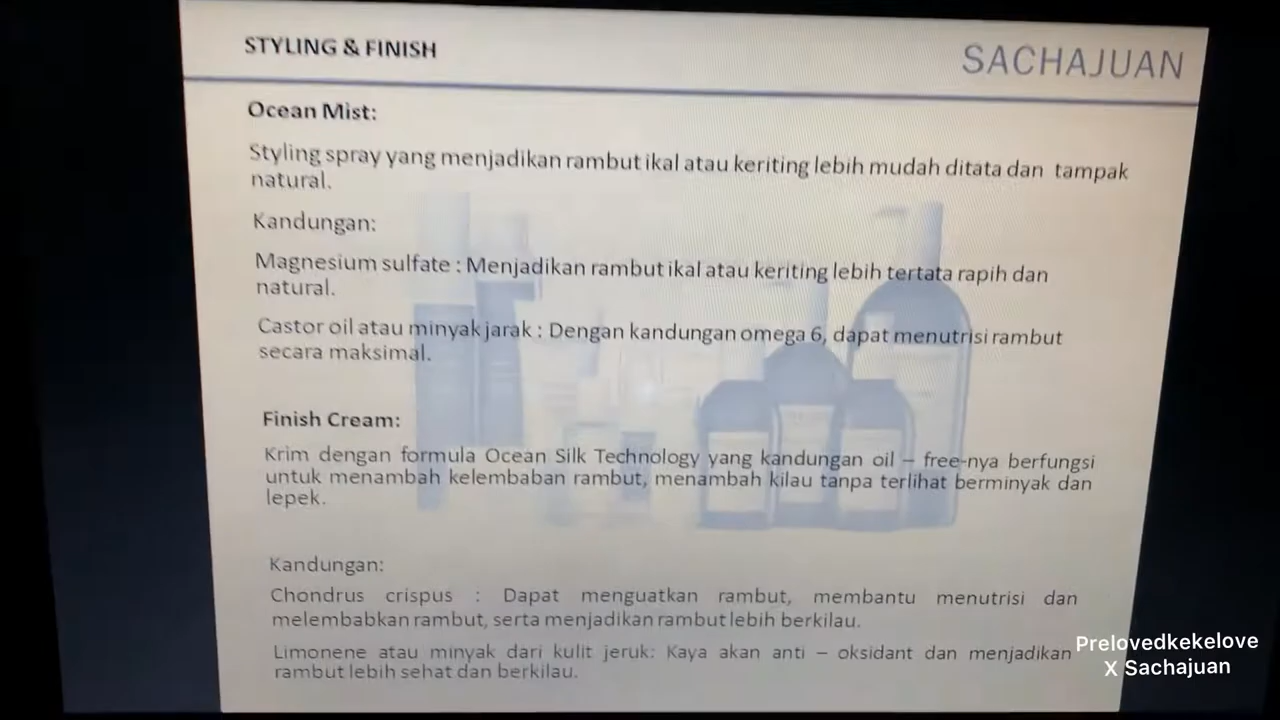 STYLING & FINISH
SACHAJUAN
Ocean Mist:
Styling spray yang menjadikan rambut ikal atau keriting lebih mudah ditata dan tampak
natural.
Kandungan:
Magnesium sulfate : Menjadikan rambut ikal atau keriting lebih tertata rapih dan
natural.
Castor oil atau minyak jarak : Dengan kandungan omega 6, dapat menutrisi rambut
secara maksimal.
Finish Cream:
Krim dengan formula Ocean Silk Technology yang kandungan oil – free-nya berfungsi
untuk menambah kelembaban rambut, menambah kilau tanpa terlihat berminyak dan
lepek.
Kandungan:
Chondrus crispus : Dapat menguatkan rambut, membantu menutrisi dan
melembabkan rambut, serta menjadikan rambut lebih berkilau.
Limonene atau minyak dari kulit jeruk: Kaya akan anti – oksidant dan menjadikan
rambut lebih sehat dan berkilau.
Prelovedkekelove
X Sachajuan